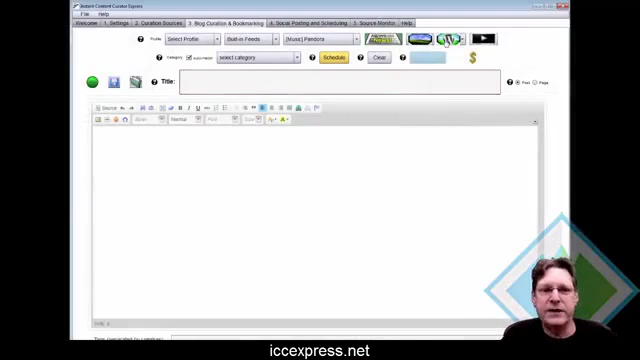 Instant Content Curator Express
File Help
Welcome 1. Settings 2. Curation Sources 3. Blog Curation & Bookmarking 4. Social Posting and Scheduling 5. Source Monitor Help
Profile Select Profile Built-in Feeds [Music] Pandora
Category select category Schedule Clear $
Title: Post Page
Source
Normal Size
iccexpress.net